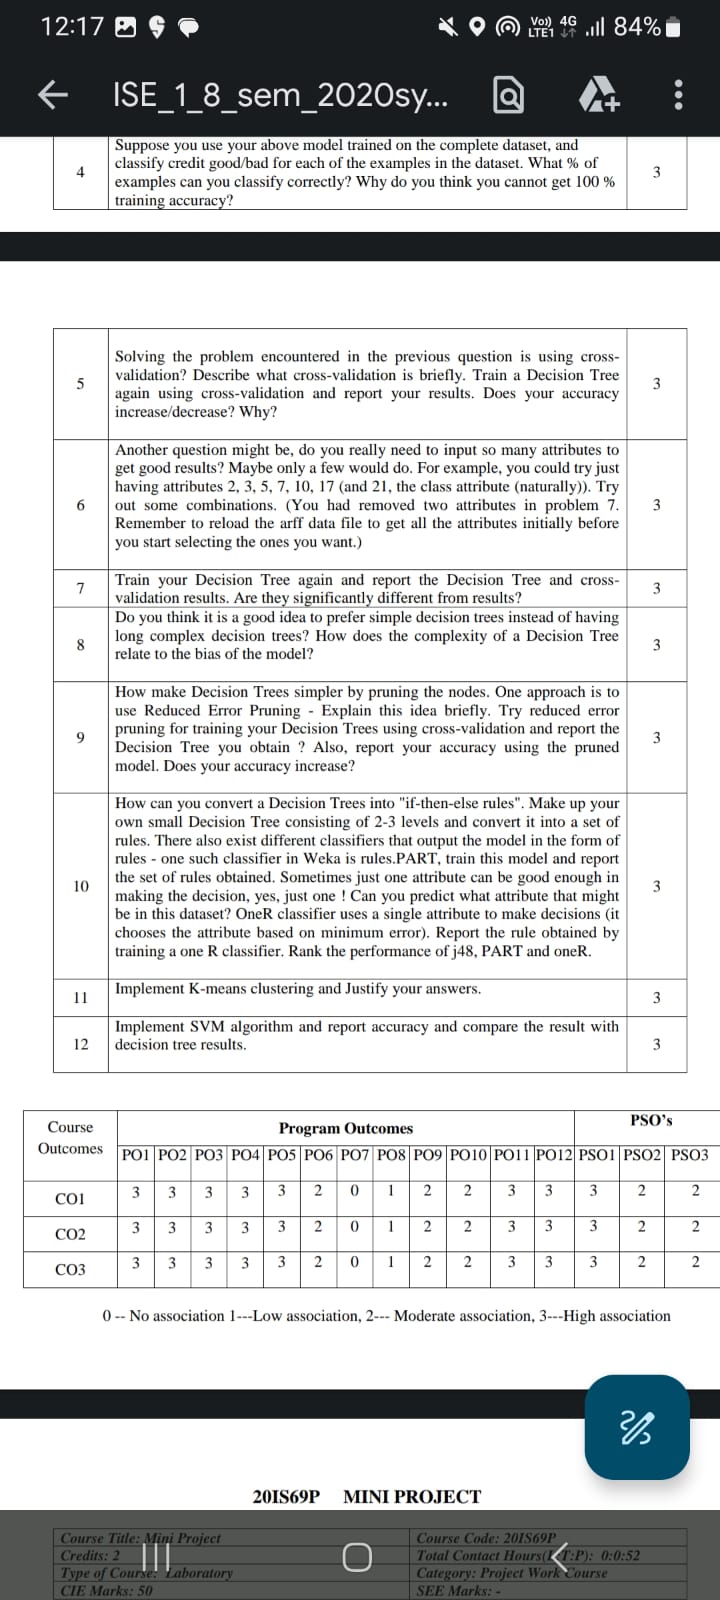 12:17
Vo)) 4G
LTE1
84%
ISE_1_8_sem_2020sy...
Suppose you use your above model trained on the complete dataset, and
4 classify credit good/bad for each of the examples in the dataset. What % of 3
examples can you classify correctly? Why do you think you cannot get 100 %
training accuracy?
Solving the problem encountered in the previous question is using cross-
5 validation? Describe what cross-validation is briefly. Train a Decision Tree 3
again using cross-validation and report your results. Does your accuracy
increase/decrease? Why?
Another question might be, do you really need to input so many attributes to
get good results? Maybe only a few would do. For example, you could try just
having attributes 2, 3, 5, 7, 10, 17 (and 21, the class attribute (naturally)). Try
6 out some combinations. (You had removed two attributes in problem 7. 3
Remember to reload the arff data file to get all the attributes initially before
you start selecting the ones you want.)
7 Train your Decision Tree again and report the Decision Tree and cross- 3
validation results. Are they significantly different from results?
Do you think it is a good idea to prefer simple decision trees instead of having
8 long complex decision trees? How does the complexity of a Decision Tree 3
relate to the bias of the model?
How make Decision Trees simpler by pruning the nodes. One approach is to
use Reduced Error Pruning - Explain this idea briefly. Try reduced error
9 pruning for training your Decision Trees using cross-validation and report the 3
Decision Tree you obtain ? Also, report your accuracy using the pruned
model. Does your accuracy increase?
How can you convert a Decision Trees into "if-then-else rules". Make up your
own small Decision Tree consisting of 2-3 levels and convert it into a set of
rules. There also exist different classifiers that output the model in the form of
rules - one such classifier in Weka is rules.PART, train this model and report
10 the set of rules obtained. Sometimes just one attribute can be good enough in 3
making the decision, yes, just one ! Can you predict what attribute that might
be in this dataset? OneR classifier uses a single attribute to make decisions (it
chooses the attribute based on minimum error). Report the rule obtained by
training a one R classifier. Rank the performance of j48, PART and oneR.
11 Implement K-means clustering and Justify your answers. 3
Implement SVM algorithm and report accuracy and compare the result with
12 decision tree results. 3
Course Program Outcomes PSO's
Outcomes PO1 PO2 PO3 PO4 PO5 PO6 PO7 PO8 PO9 PO10 PO11 PO12 PSO1 PSO2 PSO3
CO1 3 3 3 3 3 2 0 1 2 2 3 3 3 2 2
CO2 3 3 3 3 3 2 0 1 2 2 3 3 3 2 2
CO3 3 3 3 3 3 2 0 1 2 2 3 3 3 2 2
0 -- No association 1---Low association, 2--- Moderate association, 3---High association
20IS69P MINI PROJECT
Course Title: Mini Project Course Code: 20IS69P
Credits: 2 Total Contact Hours(L:T:P): 0:0:52
Type of Course: Laboratory Category: Project Work Course
CIE Marks: 50 SEE Marks: -